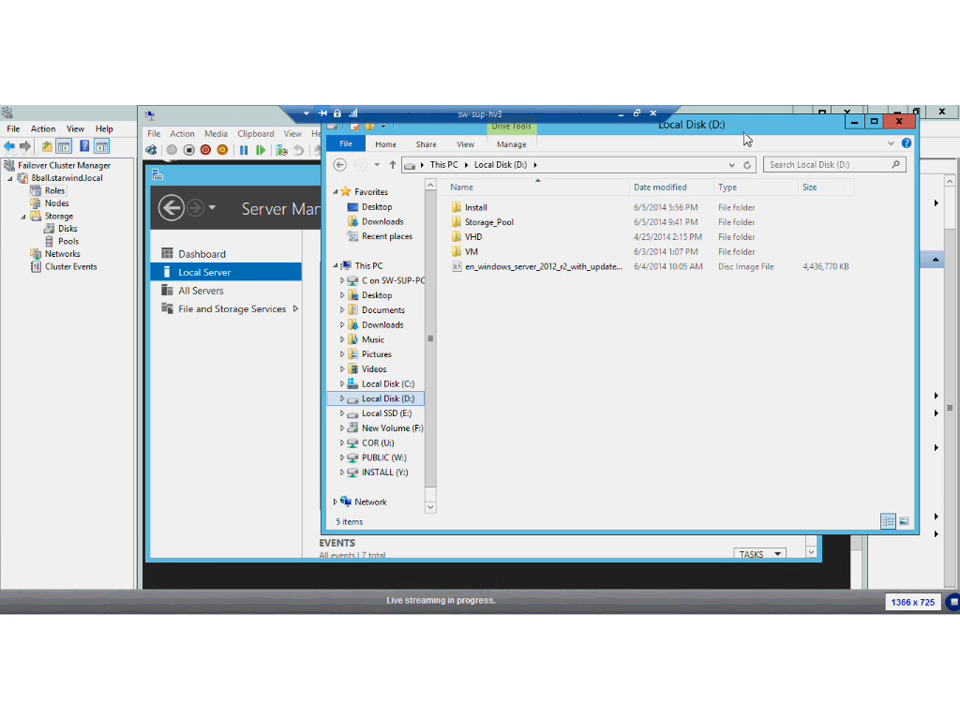 sw-sup-hv3
File Action View Help
Failover Cluster Manager
8ball.starwind.local
Roles
Nodes
Storage
Disks
Pools
Networks
Cluster Events
File Action Media Clipboard View
Server Man
Dashboard
Local Server
All Servers
File and Storage Services
Drive Tools
Local Disk (D:)
File Home Share View Manage
This PC Local Disk (D:)
Search Local Disk (D:)
Favorites
Desktop
Downloads
Recent places
This PC
C on SW-SUP-PC
Desktop
Documents
Downloads
Music
Pictures
Videos
Local Disk (C:)
Local Disk (D:)
Local SSD (E:)
New Volume (F:)
COR (U:)
PUBLIC (W:)
INSTALL (Y:)
Network
Name Date modified Type Size
Install 6/5/2014 5:56 PM File folder
Storage_Pool 6/5/2014 9:41 PM File folder
VHD 4/25/2014 2:15 PM File folder
VM 6/3/2014 1:07 PM File folder
en_windows_server_2012_r2_with_update... 6/4/2014 10:05 AM Disc Image File 4,436,770 KB
5 items
EVENTS
All events | 7 total
TASKS
Live streaming in progress.
1366 x 725